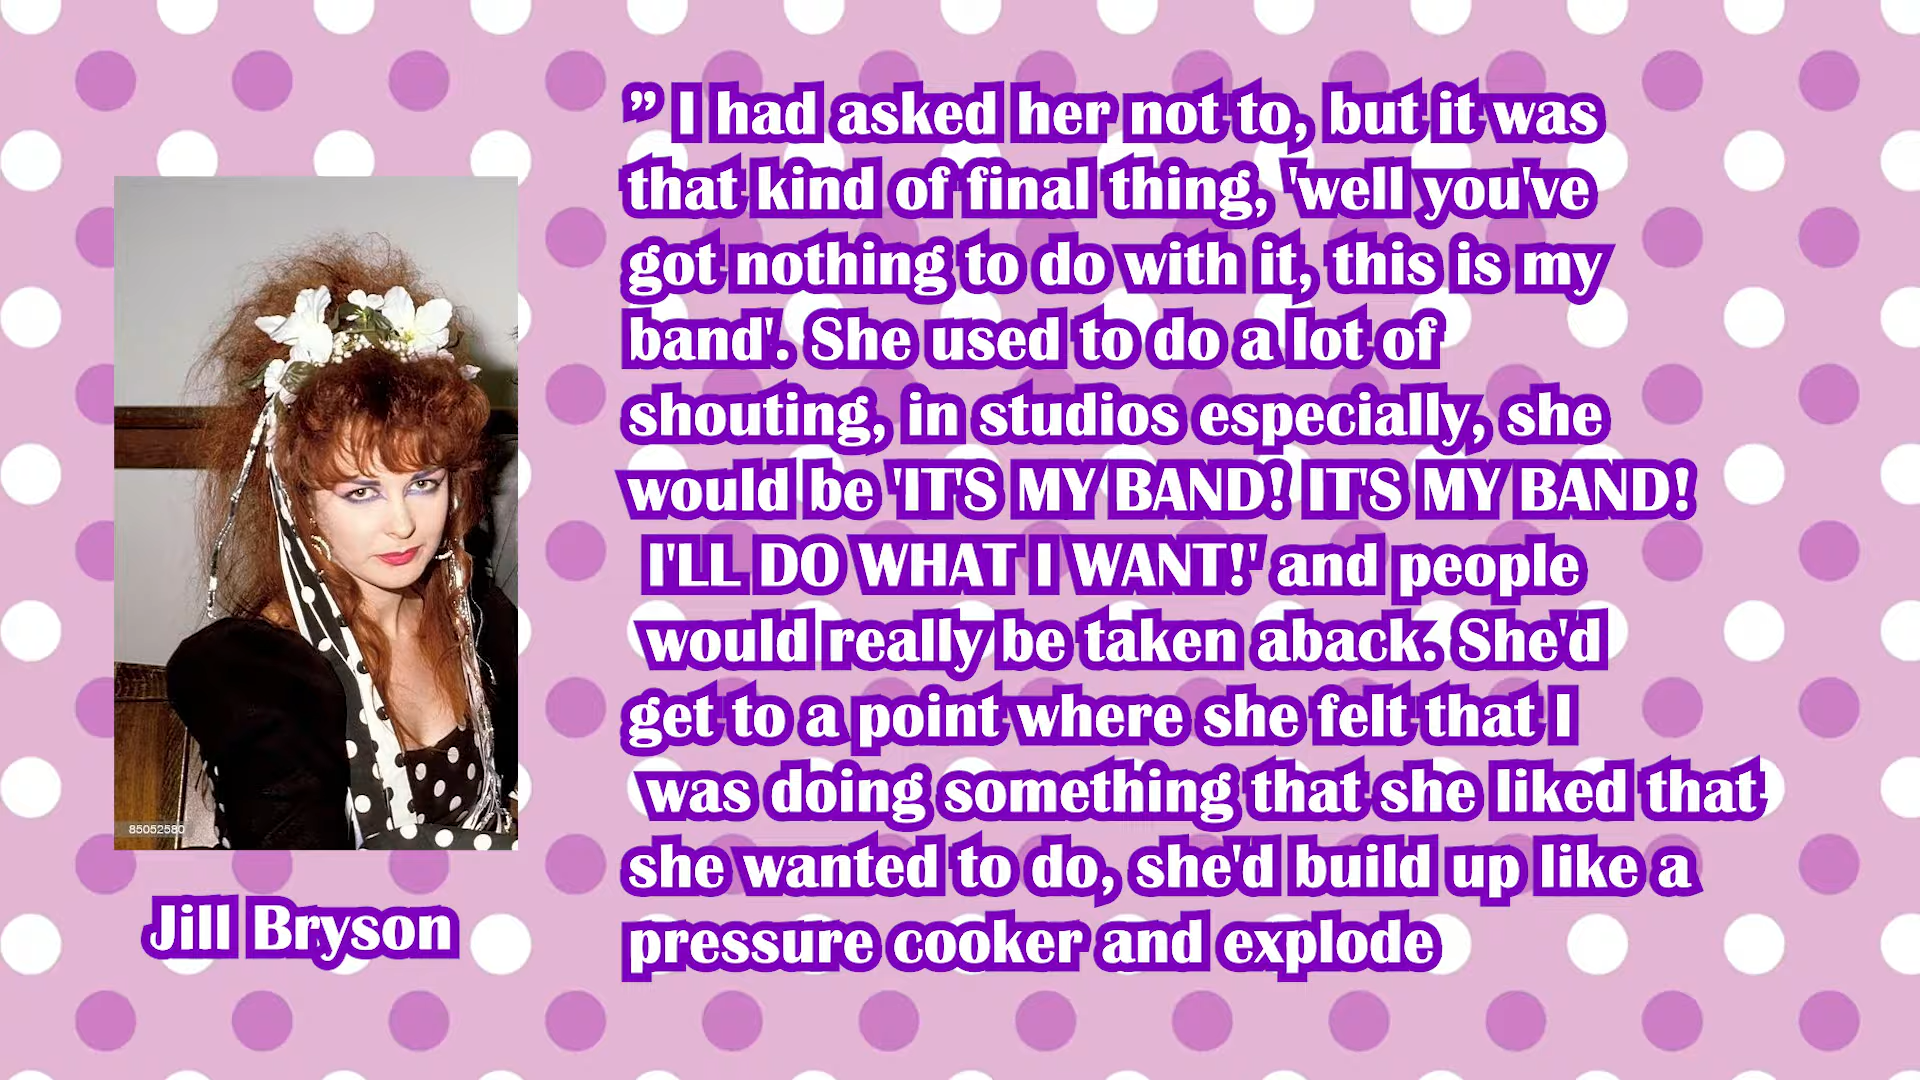 ” I had asked her not to, but it was
that kind of final thing, 'well you've
got nothing to do with it, this is my
band'. She used to do a lot of
shouting, in studios especially, she
would be 'IT'S MY BAND! IT'S MY BAND!
I'LL DO WHAT I WANT!' and people
would really be taken aback. She'd
get to a point where she felt that I
was doing something that she liked that
she wanted to do, she'd build up like a
pressure cooker and explode
85052580
Jill Bryson